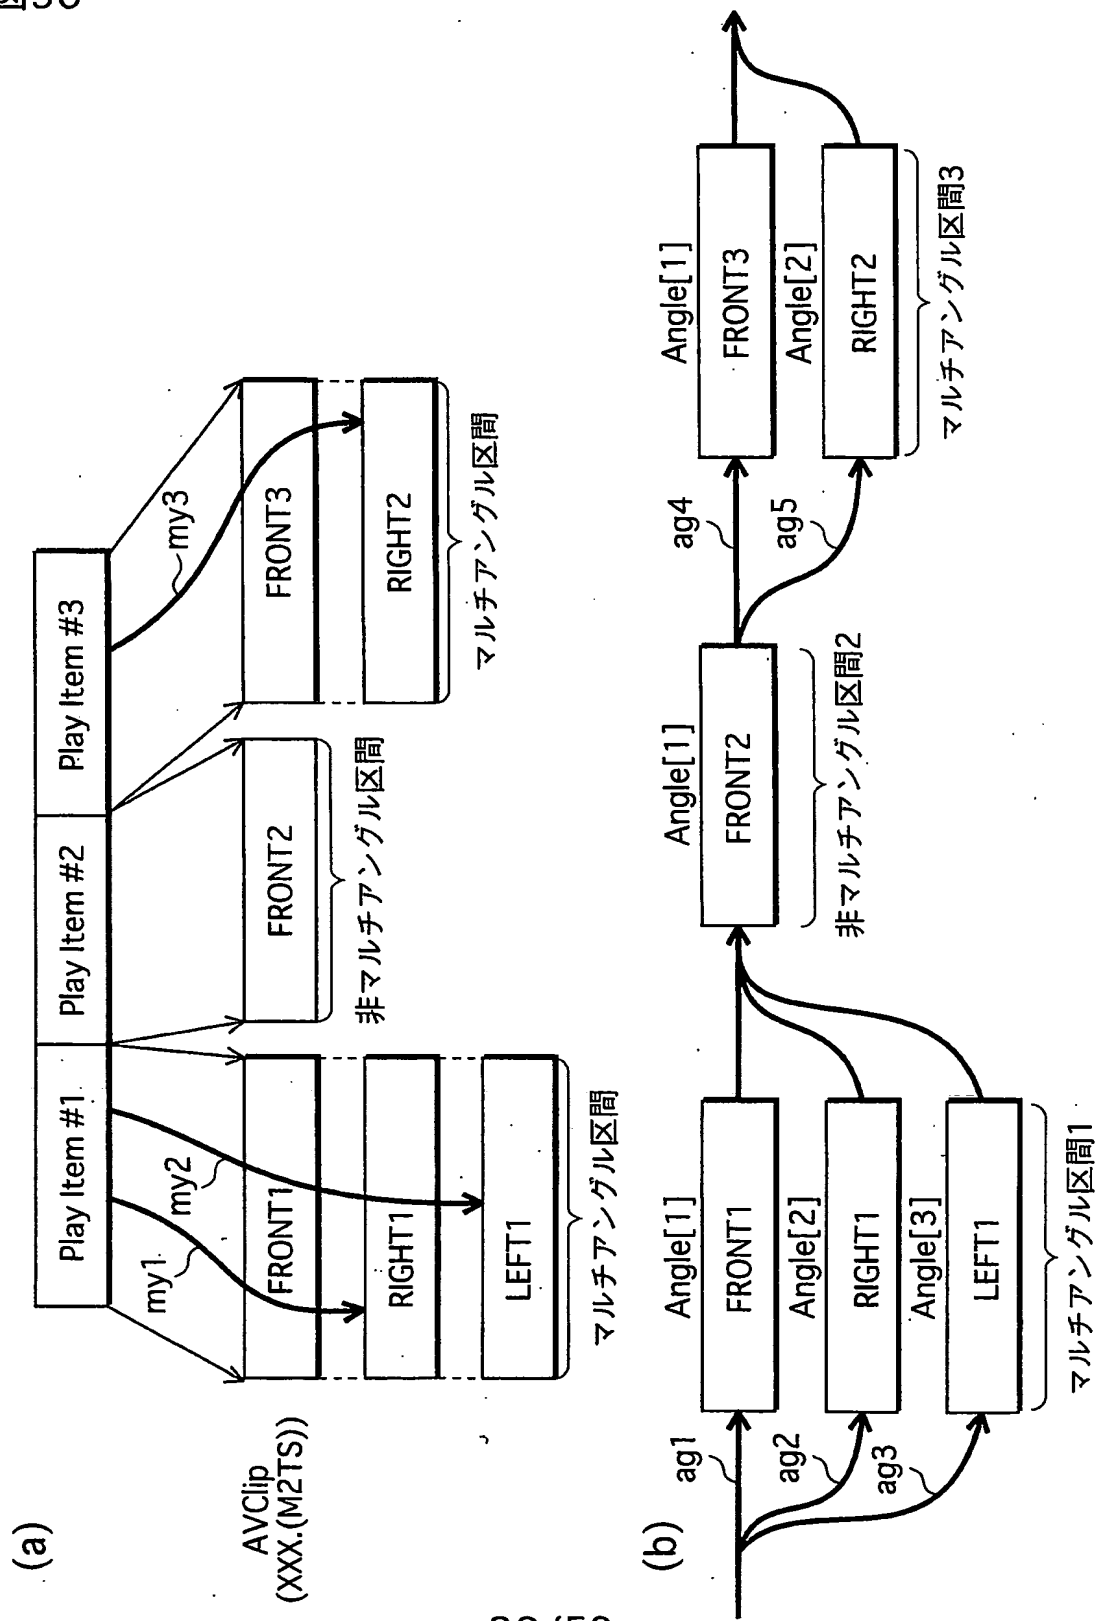 (a)
Play Item #1
Play Item #2
Play Item #3
my1
my2
my3
AVClip
(XXX.(M2TS))
FRONT1
FRONT2
FRONT3
RIGHT1
RIGHT2
LEFT1
非マルチアングル区間
マルチアングル区間
マルチアングル区間
(b)
ag1
ag2
ag3
Angle[1]
FRONT1
Angle[2]
RIGHT1
Angle[3]
LEFT1
マルチアングル区間1
Angle[1]
FRONT2
非マルチアングル区間2
ag4
ag5
Angle[1]
FRONT3
Angle[2]
RIGHT2
マルチアングル区間3